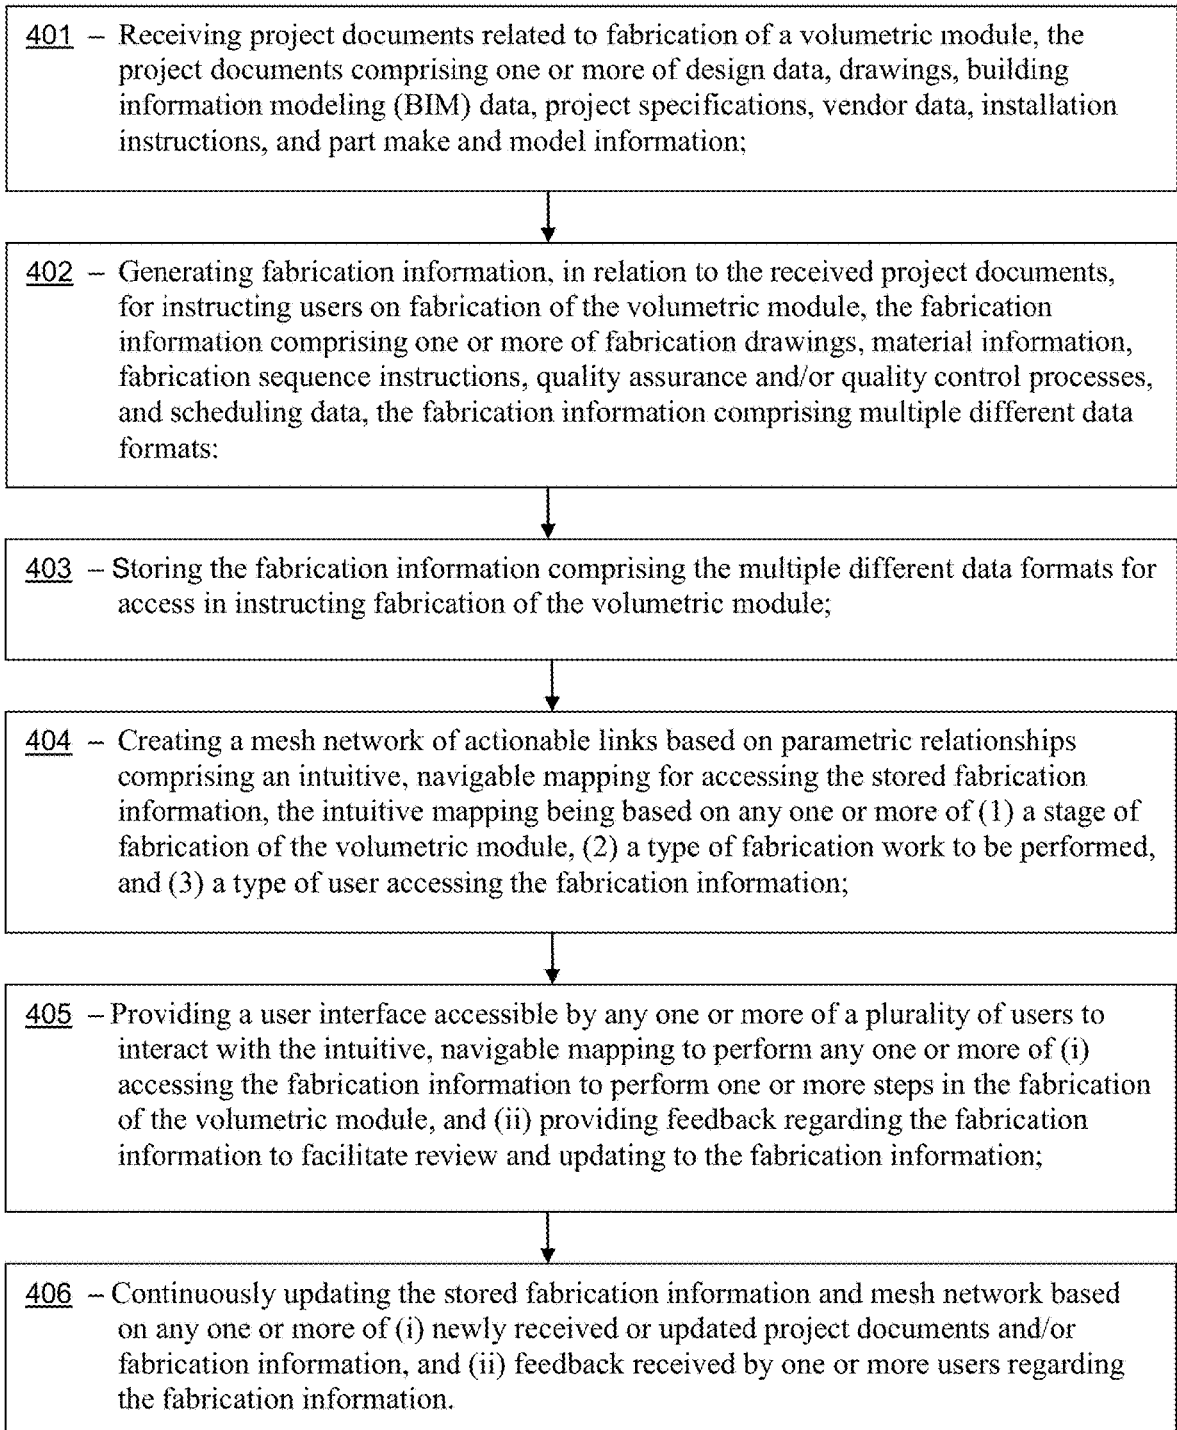 401 – Receiving project documents related to fabrication of a volumetric module, the
project documents comprising one or more of design data, drawings, building
information modeling (BIM) data, project specifications, vendor data, installation
instructions, and part make and model information;
402 – Generating fabrication information, in relation to the received project documents,
for instructing users on fabrication of the volumetric module, the fabrication
information comprising one or more of fabrication drawings, material information,
fabrication sequence instructions, quality assurance and/or quality control processes,
and scheduling data, the fabrication information comprising multiple different data
formats:
403 – Storing the fabrication information comprising the multiple different data formats for
access in instructing fabrication of the volumetric module;
404 – Creating a mesh network of actionable links based on parametric relationships
comprising an intuitive, navigable mapping for accessing the stored fabrication
information, the intuitive mapping being based on any one or more of (1) a stage of
fabrication of the volumetric module, (2) a type of fabrication work to be performed,
and (3) a type of user accessing the fabrication information;
405 – Providing a user interface accessible by any one or more of a plurality of users to
interact with the intuitive, navigable mapping to perform any one or more of (i)
accessing the fabrication information to perform one or more steps in the fabrication
of the volumetric module, and (ii) providing feedback regarding the fabrication
information to facilitate review and updating to the fabrication information;
406 – Continuously updating the stored fabrication information and mesh network based
on any one or more of (i) newly received or updated project documents and/or
fabrication information, and (ii) feedback received by one or more users regarding
the fabrication information.